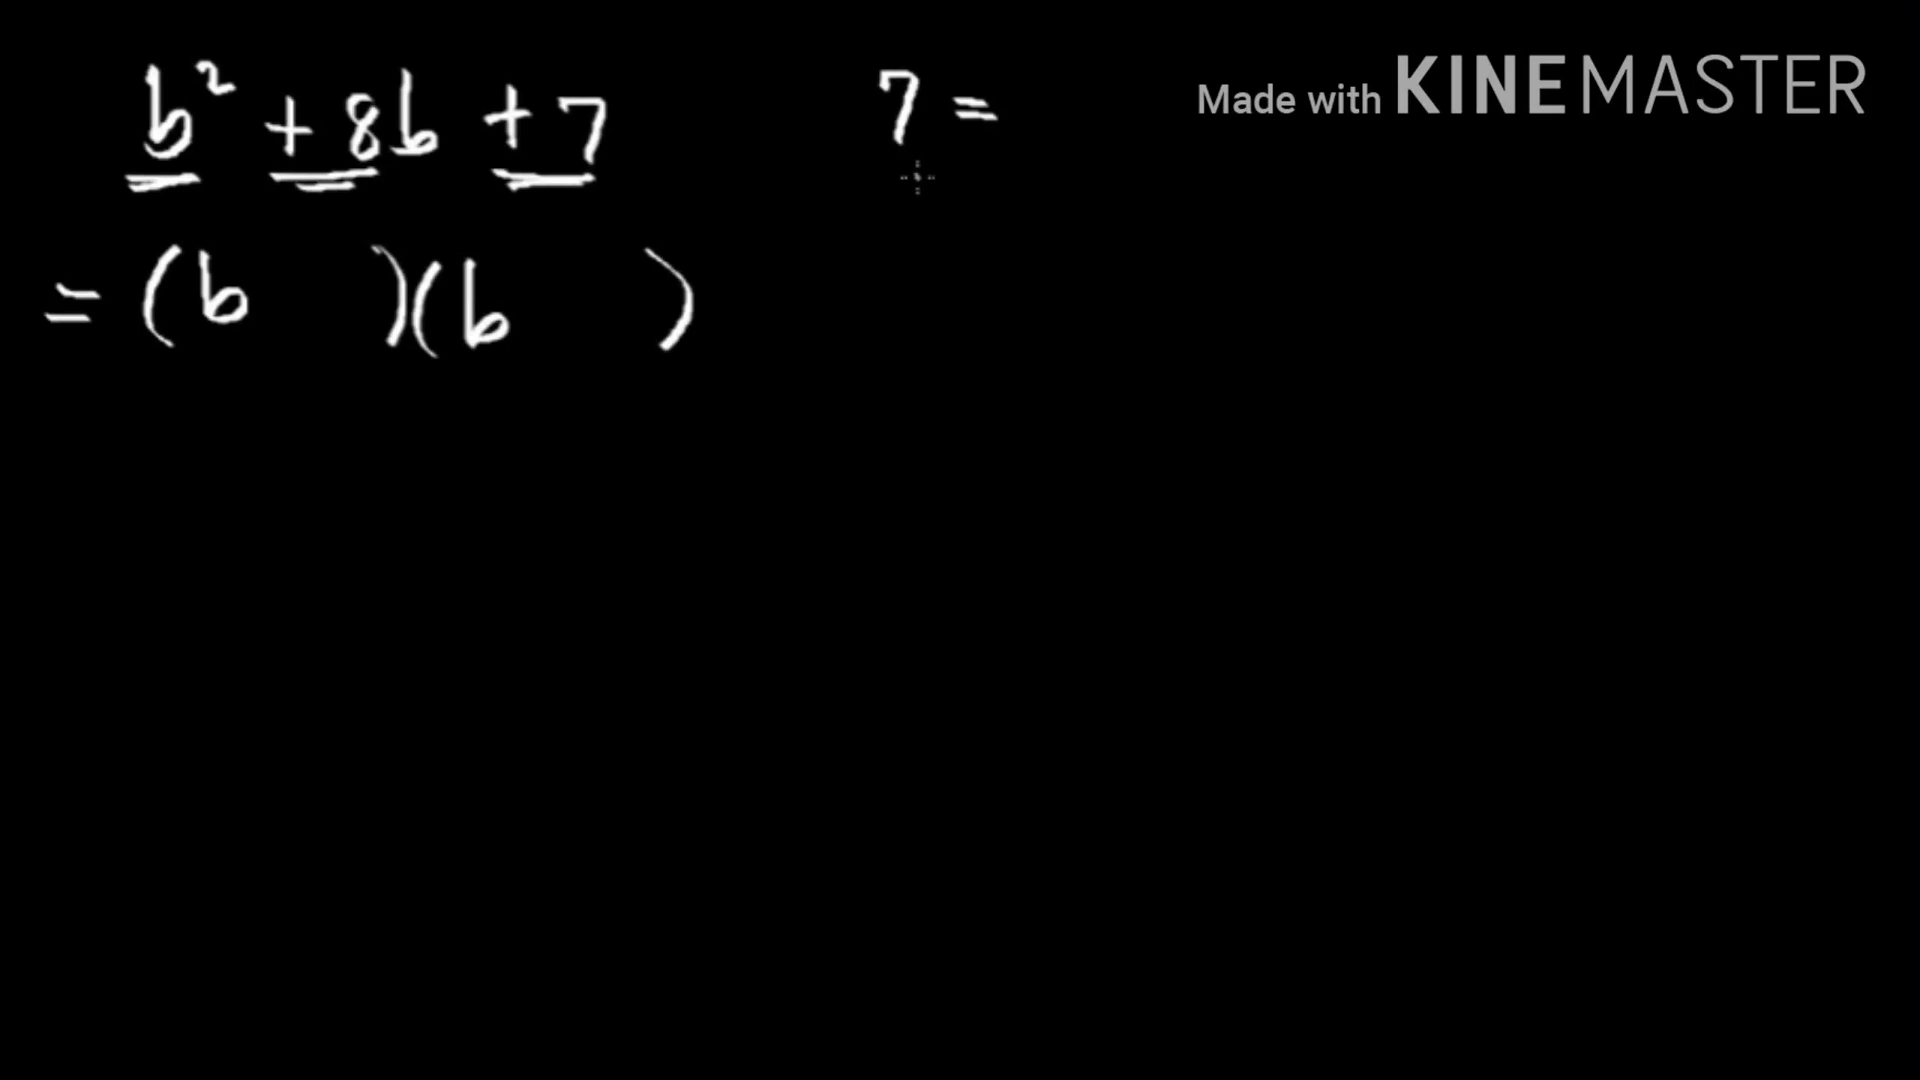 b² + 8b + 7
7 =
Made with KINEMASTER
= (b )(b )